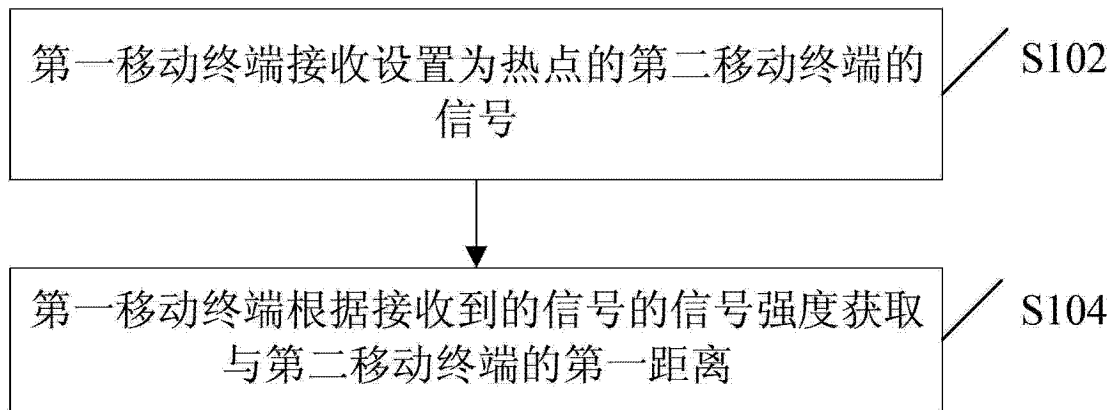 第一移动终端接收设置为热点的第二移动终端的
信号
S102
第一移动终端根据接收到的信号的信号强度获取
与第二移动终端的第一距离
S104